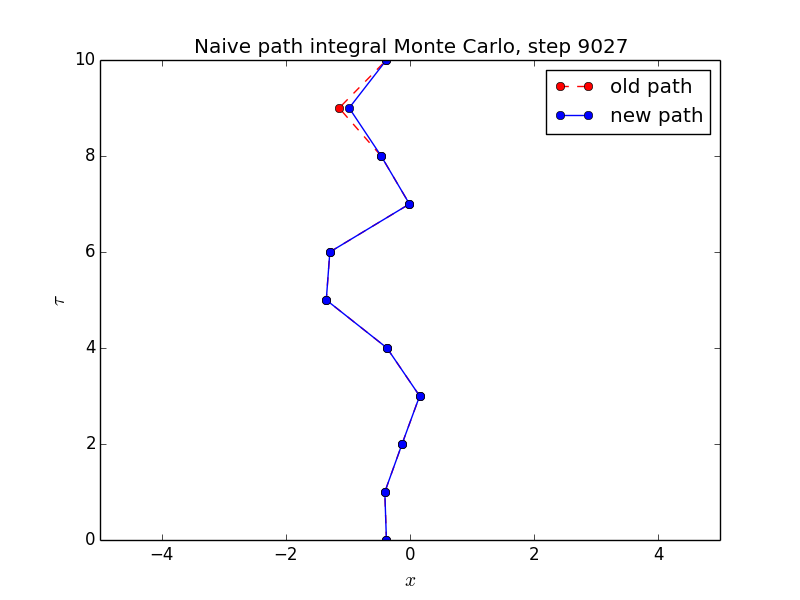 Naive path integral Monte Carlo, step 9027
old path
new path
10
8
6
4
2
0
τ
−4 −2 0 2 4
x